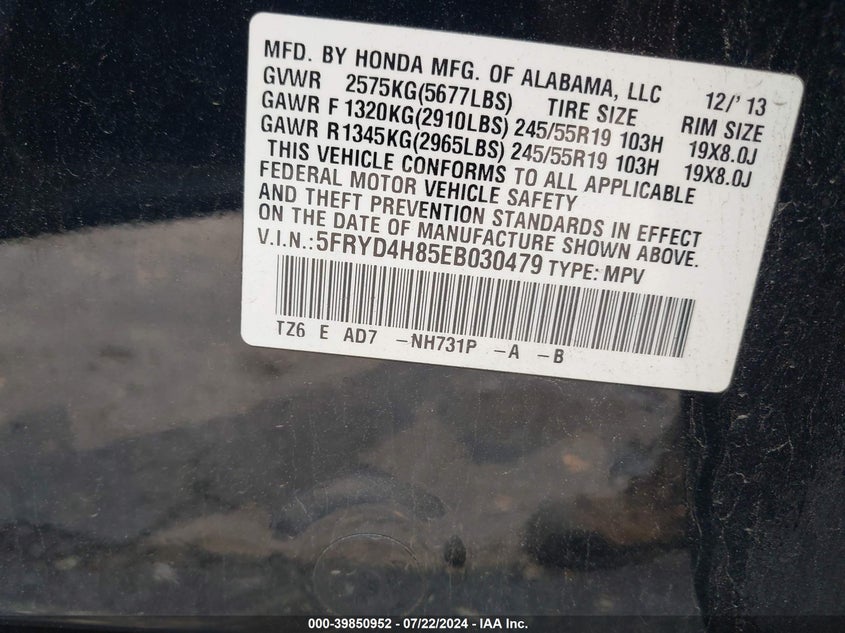 MFD. BY HONDA MFG. OF ALABAMA, LLC 12/'13
GVWR 2575KG(5677LBS) TIRE SIZE RIM SIZE
GAWR F 1320KG(2910LBS) 245/55R19 103H 19X8.0J
GAWR R1345KG(2965LBS) 245/55R19 103H 19X8.0J
THIS VEHICLE CONFORMS TO ALL APPLICABLE
FEDERAL MOTOR VEHICLE SAFETY
AND THEFT PREVENTION STANDARDS IN EFFECT
ON THE DATE OF MANUFACTURE SHOWN ABOVE.
V.I.N.:5FRYD4H85EB030479 TYPE: MPV
TZ6 E AD7 -NH731P -A -B
000-39850952 - 07/22/2024 - IAA Inc.